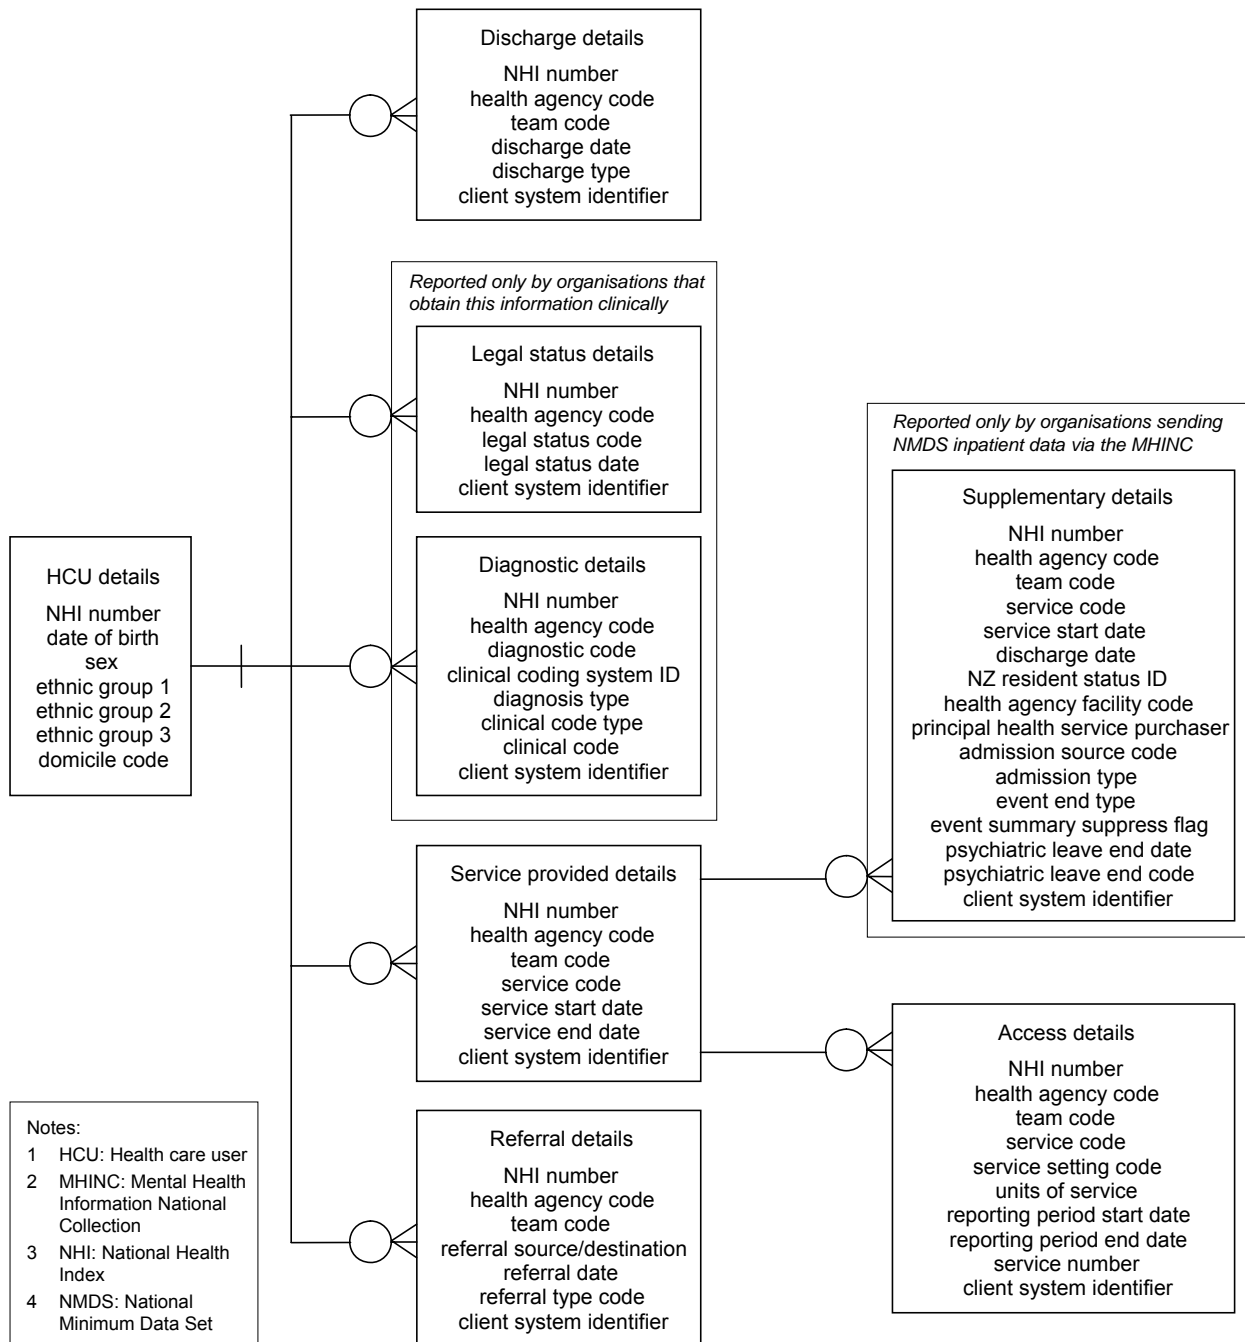 Discharge details
NHI number
health agency code
team code
discharge date
discharge type
client system identifier
Reported only by organisations that
obtain this information clinically
Legal status details
NHI number
health agency code
legal status code
legal status date
client system identifier
Diagnostic details
NHI number
health agency code
diagnostic code
clinical coding system ID
diagnosis type
clinical code type
clinical code
client system identifier
HCU details
NHI number
date of birth
sex
ethnic group 1
ethnic group 2
ethnic group 3
domicile code
Reported only by organisations sending
NMDS inpatient data via the MHINC
Supplementary details
NHI number
health agency code
team code
service code
service start date
discharge date
NZ resident status ID
health agency facility code
principal health service purchaser
admission source code
admission type
event end type
event summary suppress flag
psychiatric leave end date
psychiatric leave end code
client system identifier
Service provided details
NHI number
health agency code
team code
service code
service start date
service end date
client system identifier
Access details
NHI number
health agency code
team code
service code
service setting code
units of service
reporting period start date
reporting period end date
service number
client system identifier
Referral details
NHI number
health agency code
team code
referral source/destination
referral date
referral type code
client system identifier
Notes:
1 HCU: Health care user
2 MHINC: Mental Health
Information National
Collection
3 NHI: National Health
Index
4 NMDS: National
Minimum Data Set